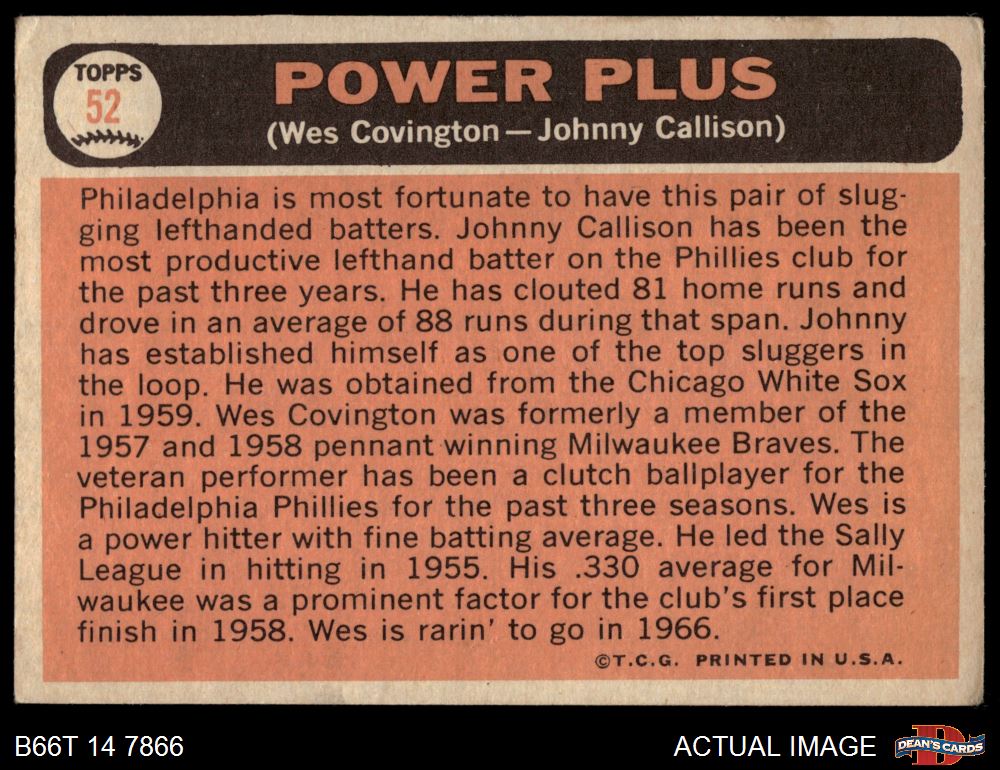 TOPPS
52
POWER PLUS
(Wes Covington — Johnny Callison)
Philadelphia is most fortunate to have this pair of slug-
ging lefthanded batters. Johnny Callison has been the
most productive lefthand batter on the Phillies club for
the past three years. He has clouted 81 home runs and
drove in an average of 88 runs during that span. Johnny
has established himself as one of the top sluggers in
the loop. He was obtained from the Chicago White Sox
in 1959. Wes Covington was formerly a member of the
1957 and 1958 pennant winning Milwaukee Braves. The
veteran performer has been a clutch ballplayer for the
Philadelphia Phillies for the past three seasons. Wes is
a power hitter with fine batting average. He led the Sally
League in hitting in 1955. His .330 average for Mil-
waukee was a prominent factor for the club's first place
finish in 1958. Wes is rarin' to go in 1966.
©T.C.G. PRINTED IN U.S.A.
B66T 14 7866
ACTUAL IMAGE
D
DEAN'S CARDS